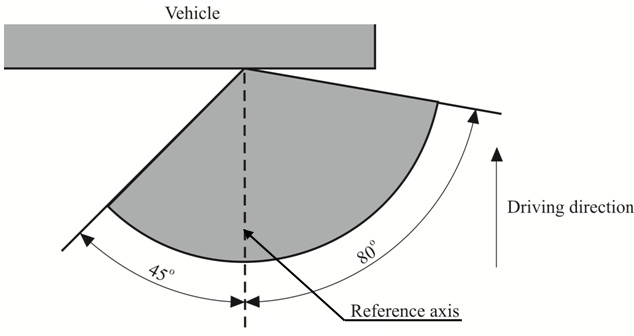 Vehicle
Driving direction
80°
45°
Reference axis